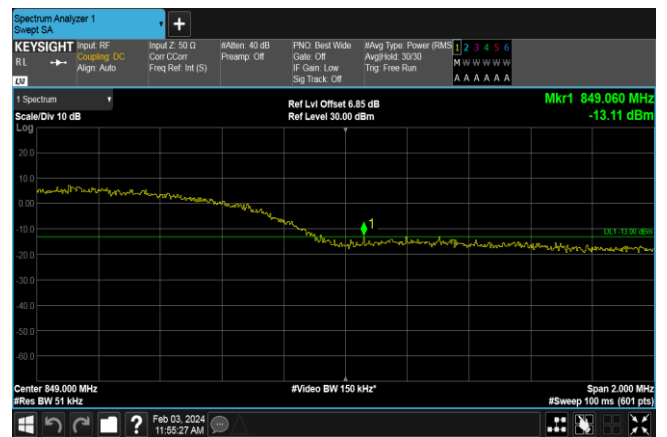 Spectrum Analyzer 1
Swept SA
+
KEYSIGHT Input: RF
R L
Coupling: DC
Align: Auto
LXI
Input Z: 50 Ω
Corr CCorr
Freq Ref: Int (S)
#Atten: 40 dB
Preamp: Off
PNO: Best Wide
Gate: Off
IF Gain: Low
Sig Track: Off
#Avg Type: Power (RMS
Avg|Hold: 30/30
Trig: Free Run
1 2 3 4 5 6
M W W W W W
A A A A A A
1 Spectrum
Scale/Div 10 dB
Ref Lvl Offset 6.85 dB
Ref Level 30.00 dBm
Mkr1 849.060 MHz
-13.11 dBm
Log
20.0
10.0
0.00
1
DL1 -13.00 dBm
-10.0
-20.0
-30.0
-40.0
-50.0
-60.0
Center 849.000 MHz
#Res BW 51 kHz
#Video BW 150 kHz*
Span 2.000 MHz
#Sweep 100 ms (601 pts)
?
Feb 03, 2024
11:55:27 AM